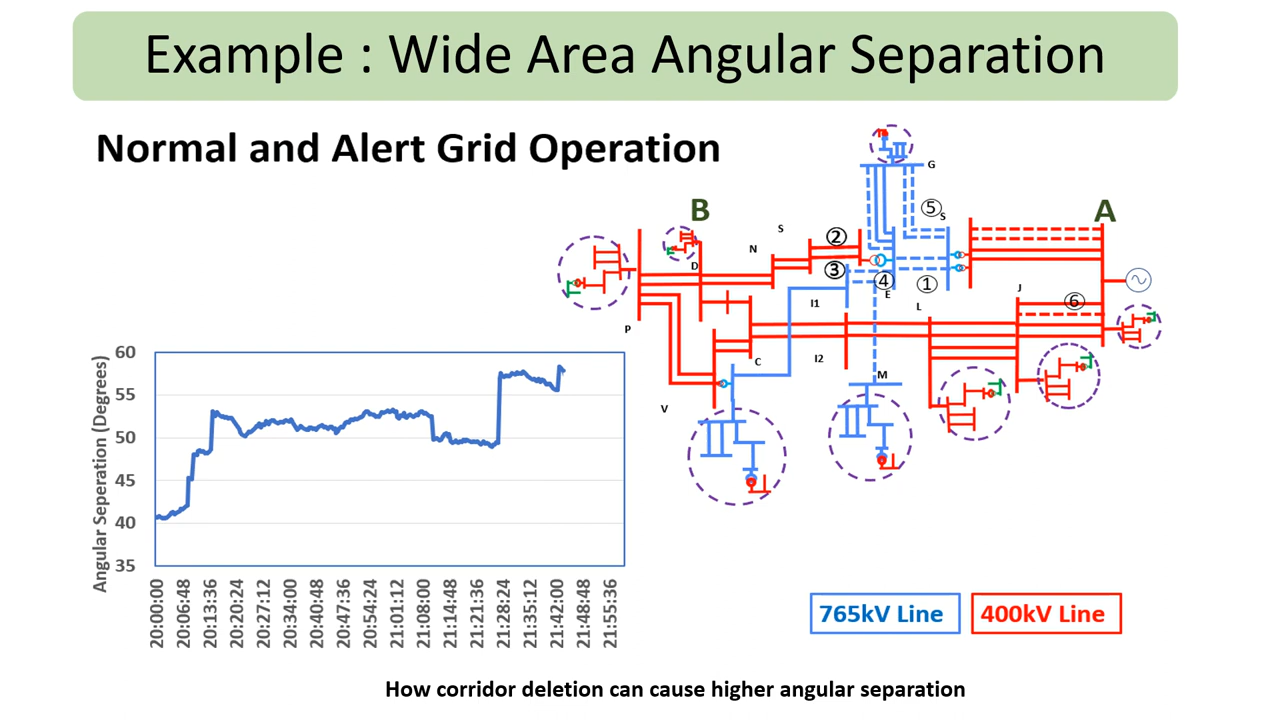 Example : Wide Area Angular Separation
Normal and Alert Grid Operation
G
B
A
⑤
S
S
②
N
D
③
④
①
E
J
I1
L
⑥
P
I2
C
M
V
Angular Seperation (Degrees)
60
55
50
45
40
35
20:00:00
20:06:48
20:13:36
20:20:24
20:27:12
20:34:00
20:40:48
20:47:36
20:54:24
21:01:12
21:08:00
21:14:48
21:21:36
21:28:24
21:35:12
21:42:00
21:48:48
21:55:36
765kV Line
400kV Line
How corridor deletion can cause higher angular separation